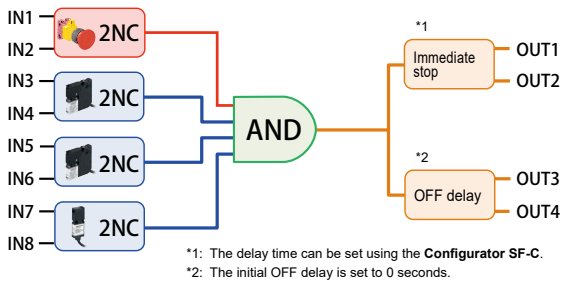 IN1
IN2
2NC
IN3
IN4
2NC
IN5
IN6
2NC
IN7
IN8
2NC
AND
*1
Immediate
stop
OUT1
OUT2
*2
OFF delay
OUT3
OUT4
*1: The delay time can be set using the Configurator SF-C.
*2: The initial OFF delay is set to 0 seconds.